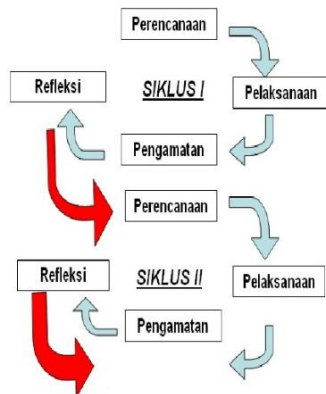 Perencanaan
Refleksi
SIKLUS I
Pelaksanaan
Pengamatan
Perencanaan
Refleksi
SIKLUS II
Pelaksanaan
Pengamatan